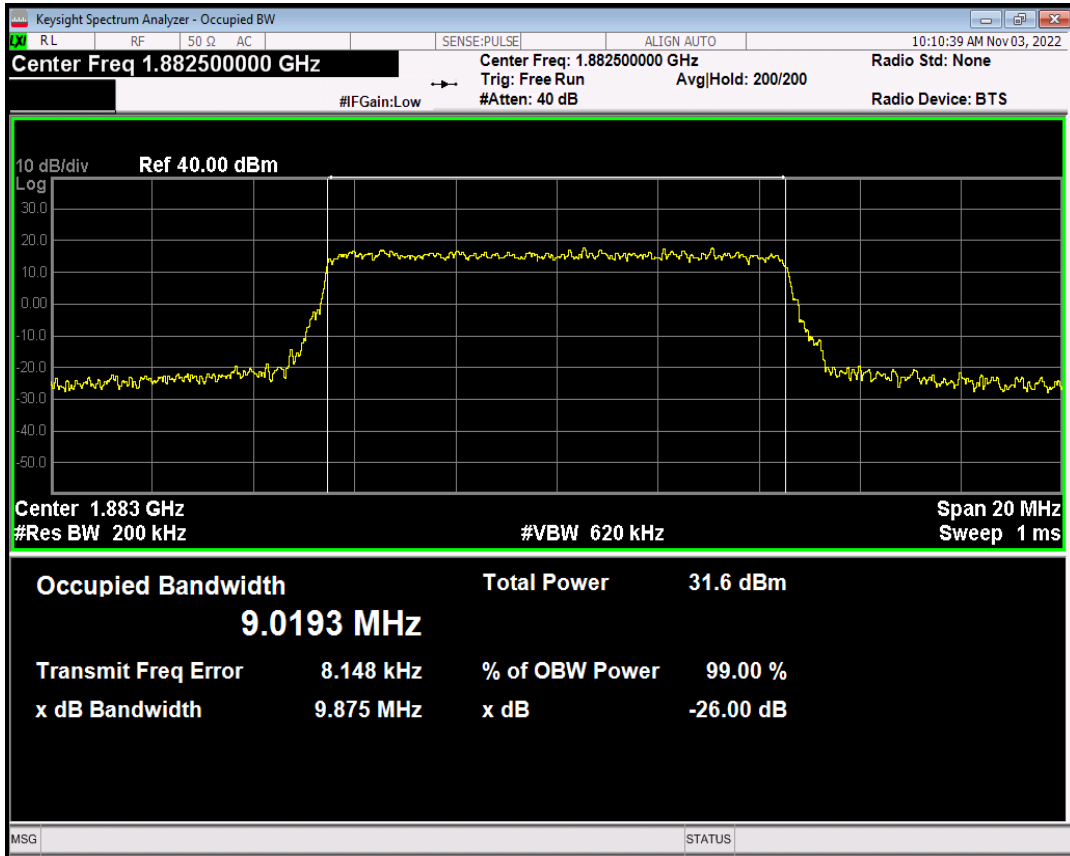 Keysight Spectrum Analyzer - Occupied BW
LXI RL RF 50 Ω AC SENSE:PULSE ALIGN AUTO 10:10:39 AM Nov 03, 2022
Center Freq 1.882500000 GHz Center Freq: 1.882500000 GHz Radio Std: None
Trig: Free Run Avg|Hold: 200/200
#IFGain:Low #Atten: 40 dB Radio Device: BTS
10 dB/div Ref 40.00 dBm
Log
30.0
20.0
10.0
0.00
-10.0
-20.0
-30.0
-40.0
-50.0
Center 1.883 GHz Span 20 MHz
#Res BW 200 kHz #VBW 620 kHz Sweep 1 ms
Occupied Bandwidth Total Power 31.6 dBm
9.0193 MHz
Transmit Freq Error 8.148 kHz % of OBW Power 99.00 %
x dB Bandwidth 9.875 MHz x dB -26.00 dB
MSG STATUS